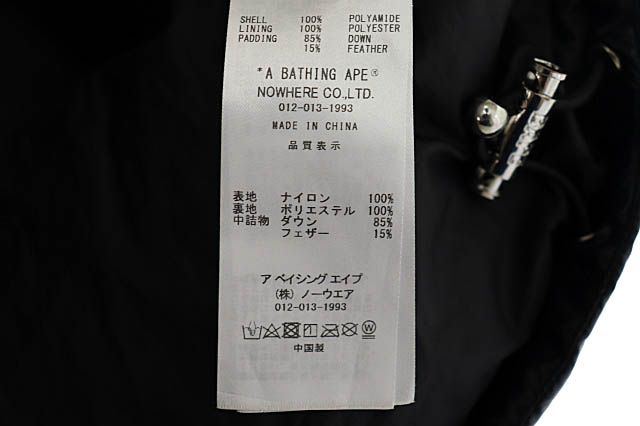 SHELL 100% POLYAMIDE
LINING 100% POLYESTER
PADDING 85% DOWN
15% FEATHER
*A BATHING APE®
NOWHERE CO.,LTD.
012-013-1993
MADE IN CHINA
品質表示
表地 ナイロン 100%
裏地 ポリエステル 100%
中詰物 ダウン 85%
フェザー 15%
ア ベイシング エイプ
(株) ノーウエア
012-013-1993
中国製